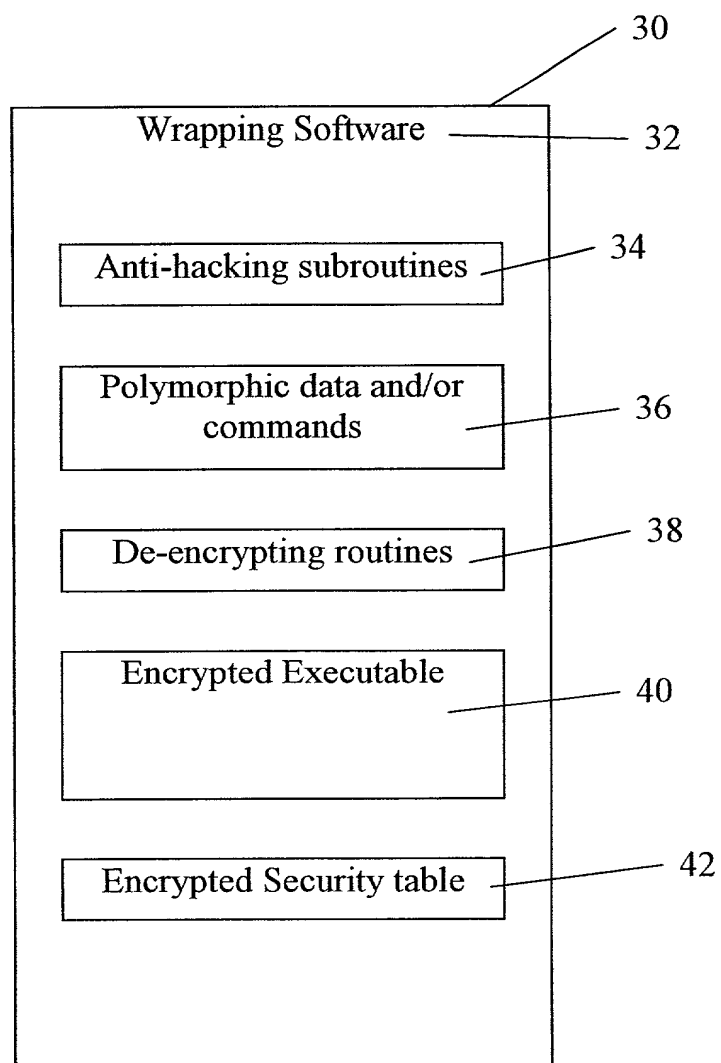 30
Wrapping Software
32
Anti-hacking subroutines
34
Polymorphic data and/or
commands
36
De-encrypting routines
38
Encrypted Executable
40
Encrypted Security table
42